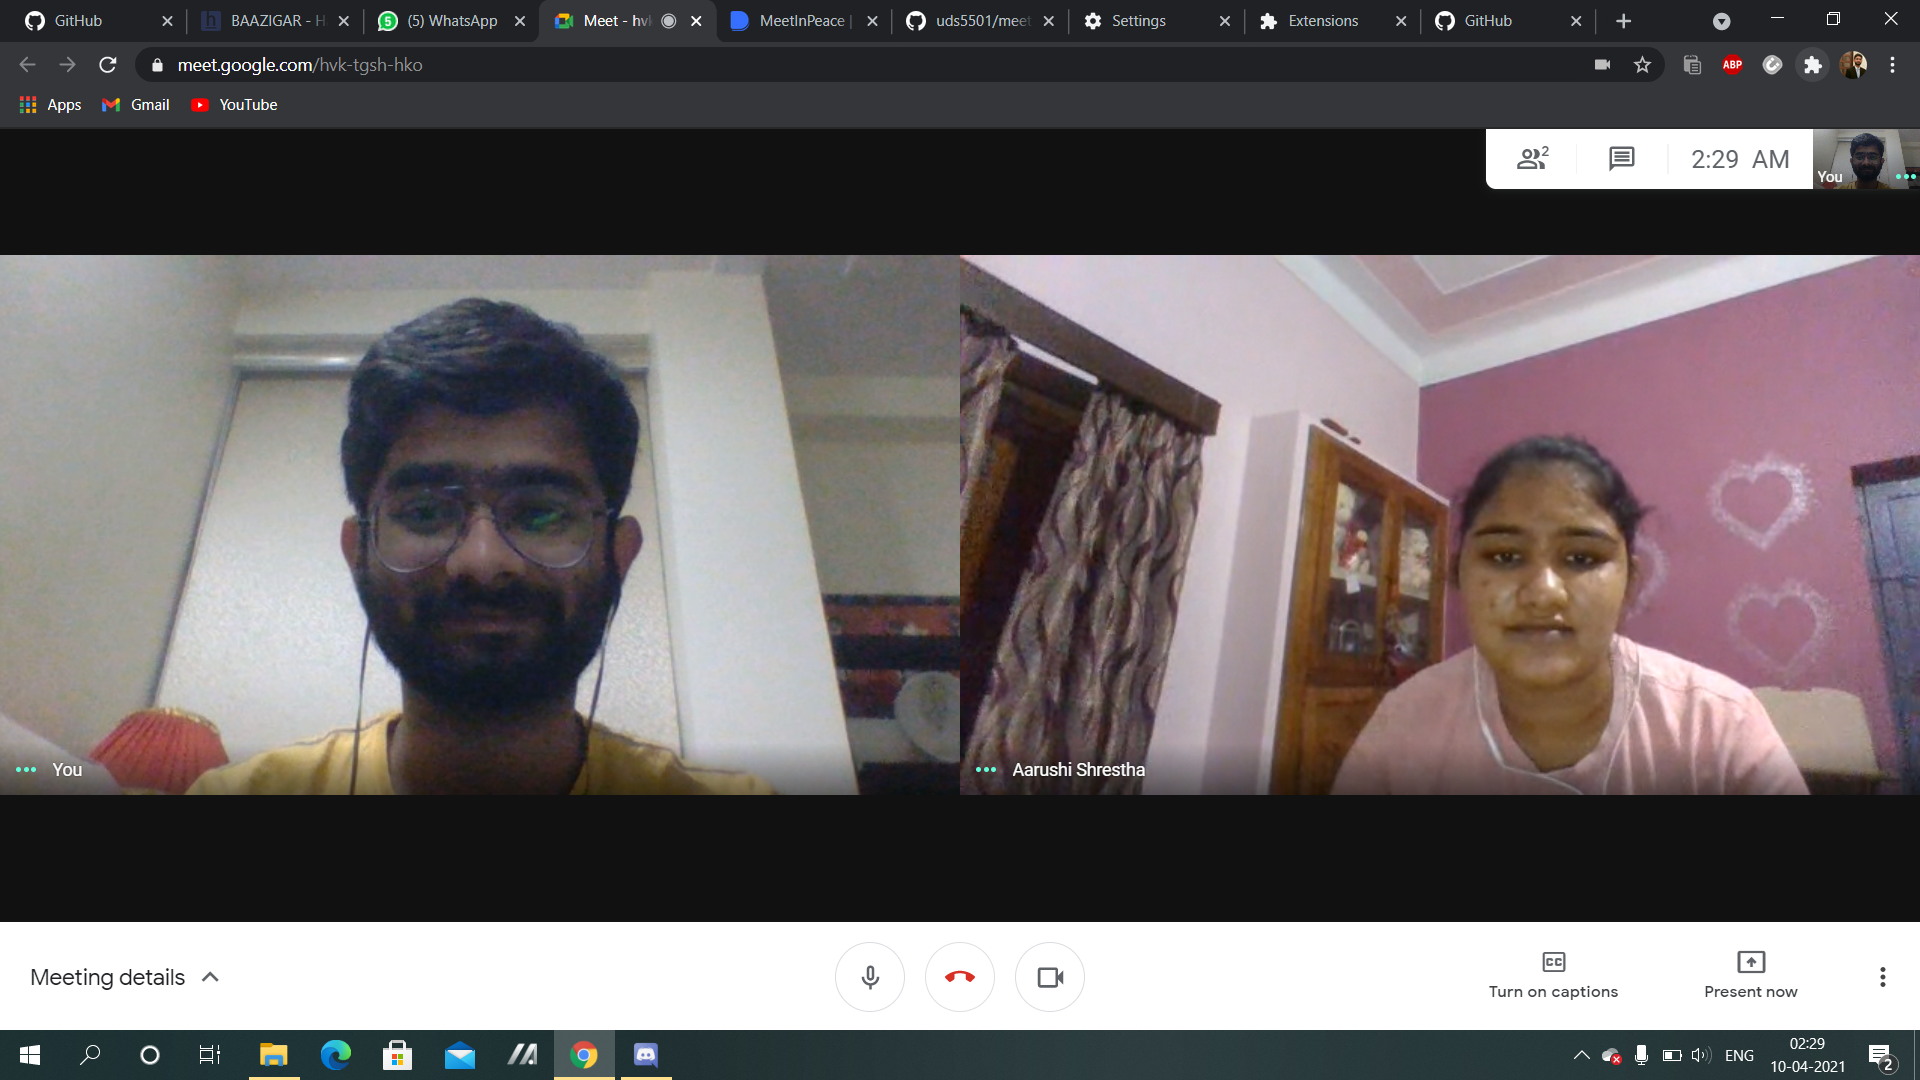 GitHub
BAAZIGAR - H
(5) WhatsApp
Meet - hvk
MeetInPeace |
uds5501/meet
Settings
Extensions
GitHub
meet.google.com/hvk-tgsh-hko
ABP
Apps
Gmail
YouTube
2
2:29 AM
You
You
Aarushi Shrestha
Meeting details
CC
Turn on captions
Present now
ENG
02:29
10-04-2021
2